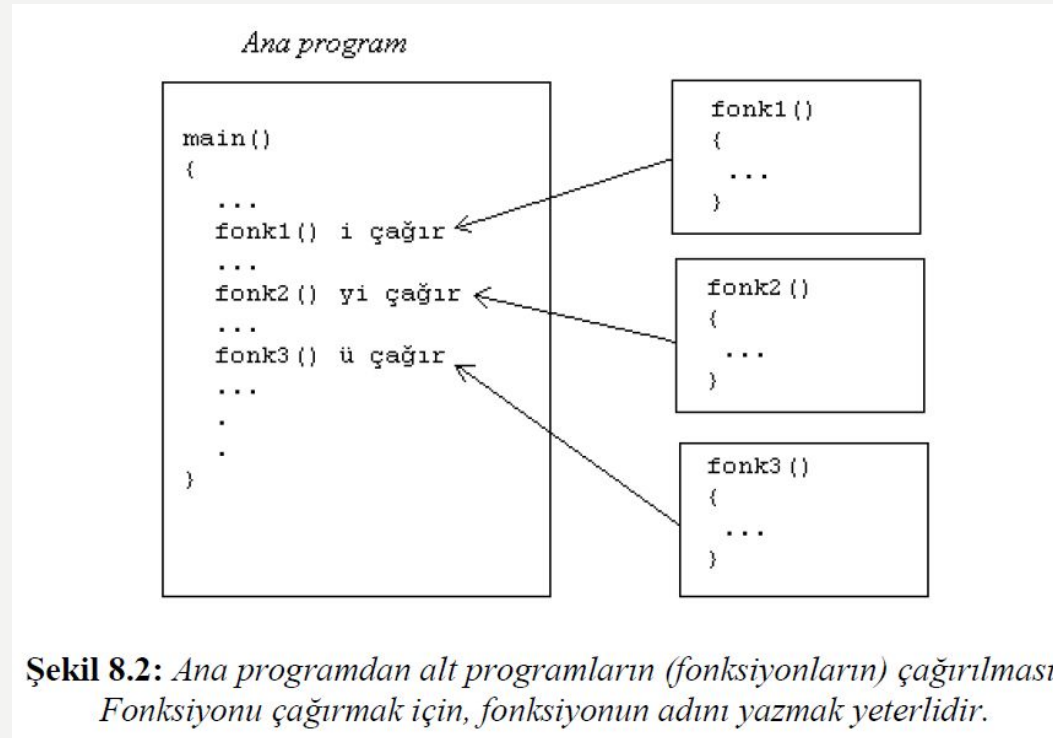 Ana program
main()
{
...
fonk1() i çağır
...
fonk2() yi çağır
...
fonk3() ü çağır
...
.
.
}
fonk1()
{
...
}
fonk2()
{
...
}
fonk3()
{
...
}
Şekil 8.2: Ana programdan alt programların (fonksiyonların) çağırılması
Fonksiyonu çağırmak için, fonksiyonun adını yazmak yeterlidir.